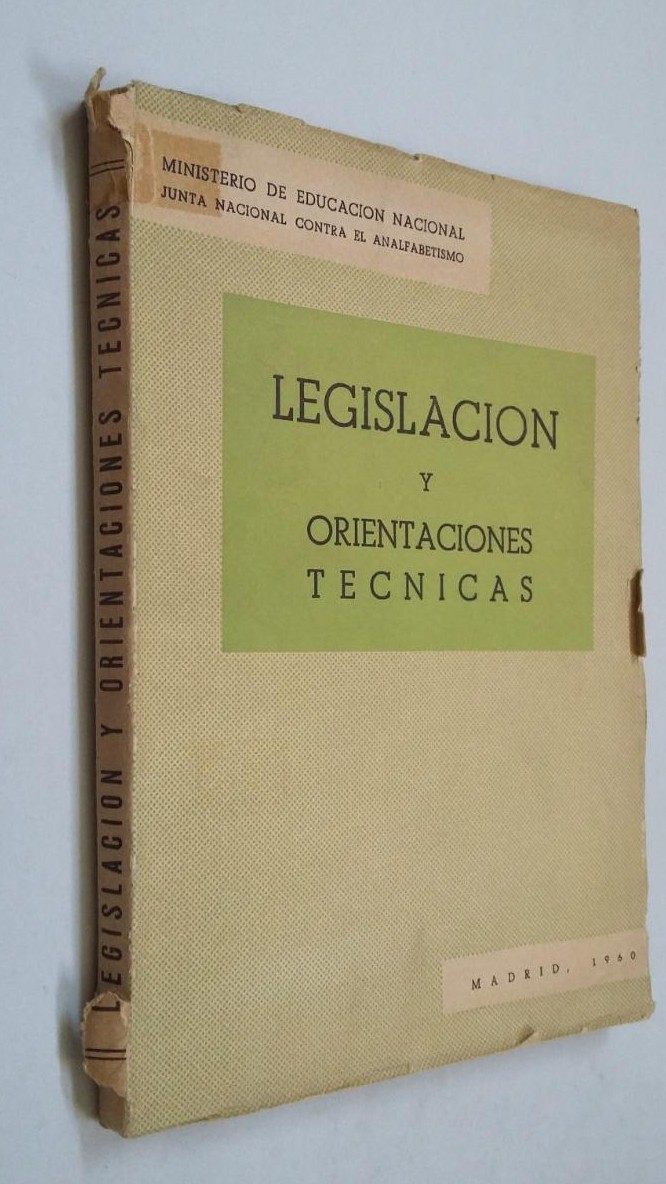 MINISTERIO DE EDUCACION NACIONAL
JUNTA NACIONAL CONTRA EL ANALFABETISMO
LEGISLACION
Y
ORIENTACIONES
TECNICAS
MADRID, 1960
LEGISLACION Y ORIENTACIONES TECNICAS